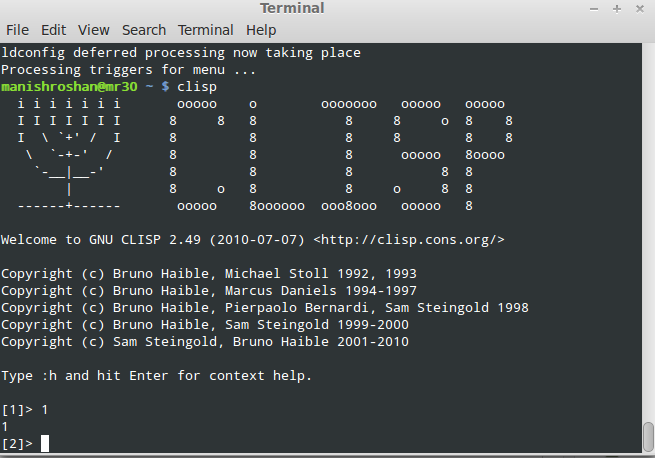 Terminal
File Edit View Search Terminal Help
ldconfig deferred processing now taking place
Processing triggers for menu ...
manishroshan@mr30 ~ $ clisp
  i i i i i i i       ooooo    o        ooooooo   ooooo   ooooo
  I I I I I I I      8     8   8           8     8     o  8    8
  I  \ `+' /  I      8         8           8     8        8    8
   \  `-+-'  /       8         8           8      ooooo   8oooo
    `-__|__-'        8         8           8           8  8
        |            8     o   8           8     o     8  8
  ------+------       ooooo    8oooooo  ooo8ooo   ooooo   8
Welcome to GNU CLISP 2.49 (2010-07-07) <http://clisp.cons.org/>
Copyright (c) Bruno Haible, Michael Stoll 1992, 1993
Copyright (c) Bruno Haible, Marcus Daniels 1994-1997
Copyright (c) Bruno Haible, Pierpaolo Bernardi, Sam Steingold 1998
Copyright (c) Bruno Haible, Sam Steingold 1999-2000
Copyright (c) Sam Steingold, Bruno Haible 2001-2010
Type :h and hit Enter for context help.
[1]> 1
1
[2]>